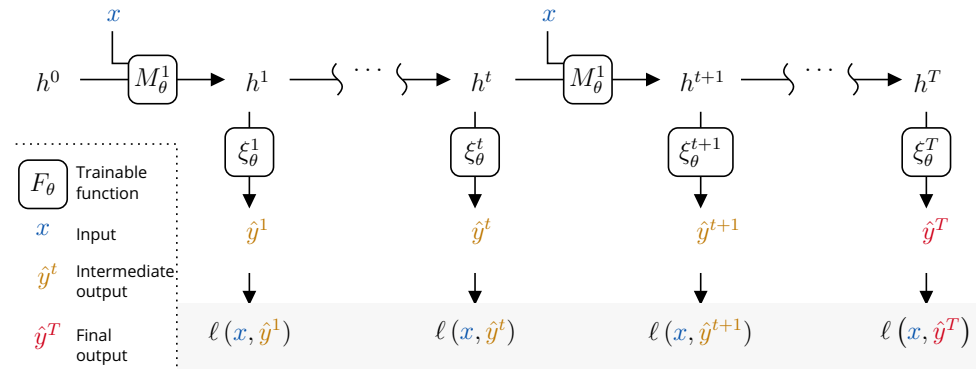 x x
h^0 M_θ^1 h^1 ··· h^t M_θ^1 h^{t+1} ··· h^T
ξ_θ^1 ξ_θ^t ξ_θ^{t+1} ξ_θ^T
ŷ^1 ŷ^t ŷ^{t+1} ŷ^T
ℓ(x, ŷ^1) ℓ(x, ŷ^t) ℓ(x, ŷ^{t+1}) ℓ(x, ŷ^T)
F_θ Trainable
function
x Input
ŷ^t Intermediate
output
ŷ^T Final
output